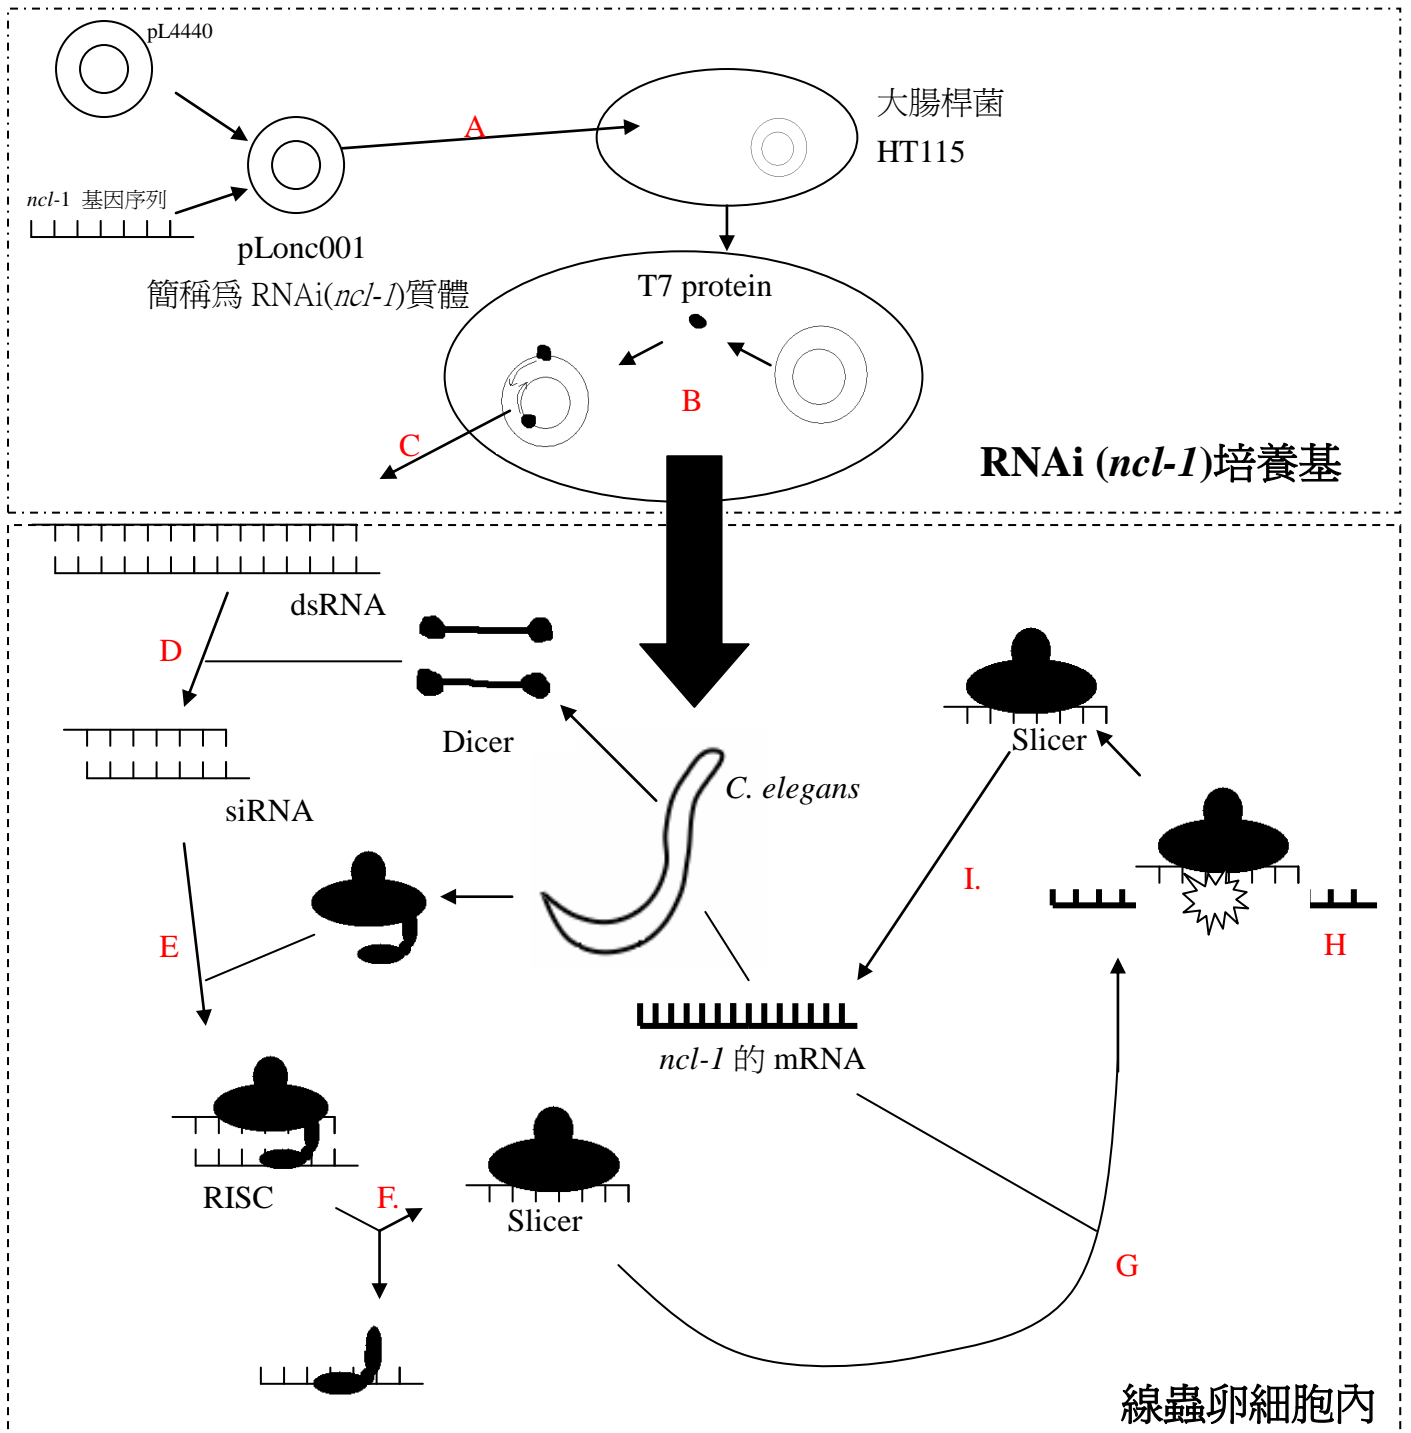 pL4440
A
大腸桿菌
HT115
ncl-1 基因序列
pLonc001
簡稱爲 RNAi(ncl-1)質體
T7 protein
B
C
RNAi (ncl-1)培養基
dsRNA
D
Dicer
Slicer
C. elegans
siRNA
I.
E
H
ncl-1 的 mRNA
RISC
F.
Slicer
G
線蟲卵細胞內